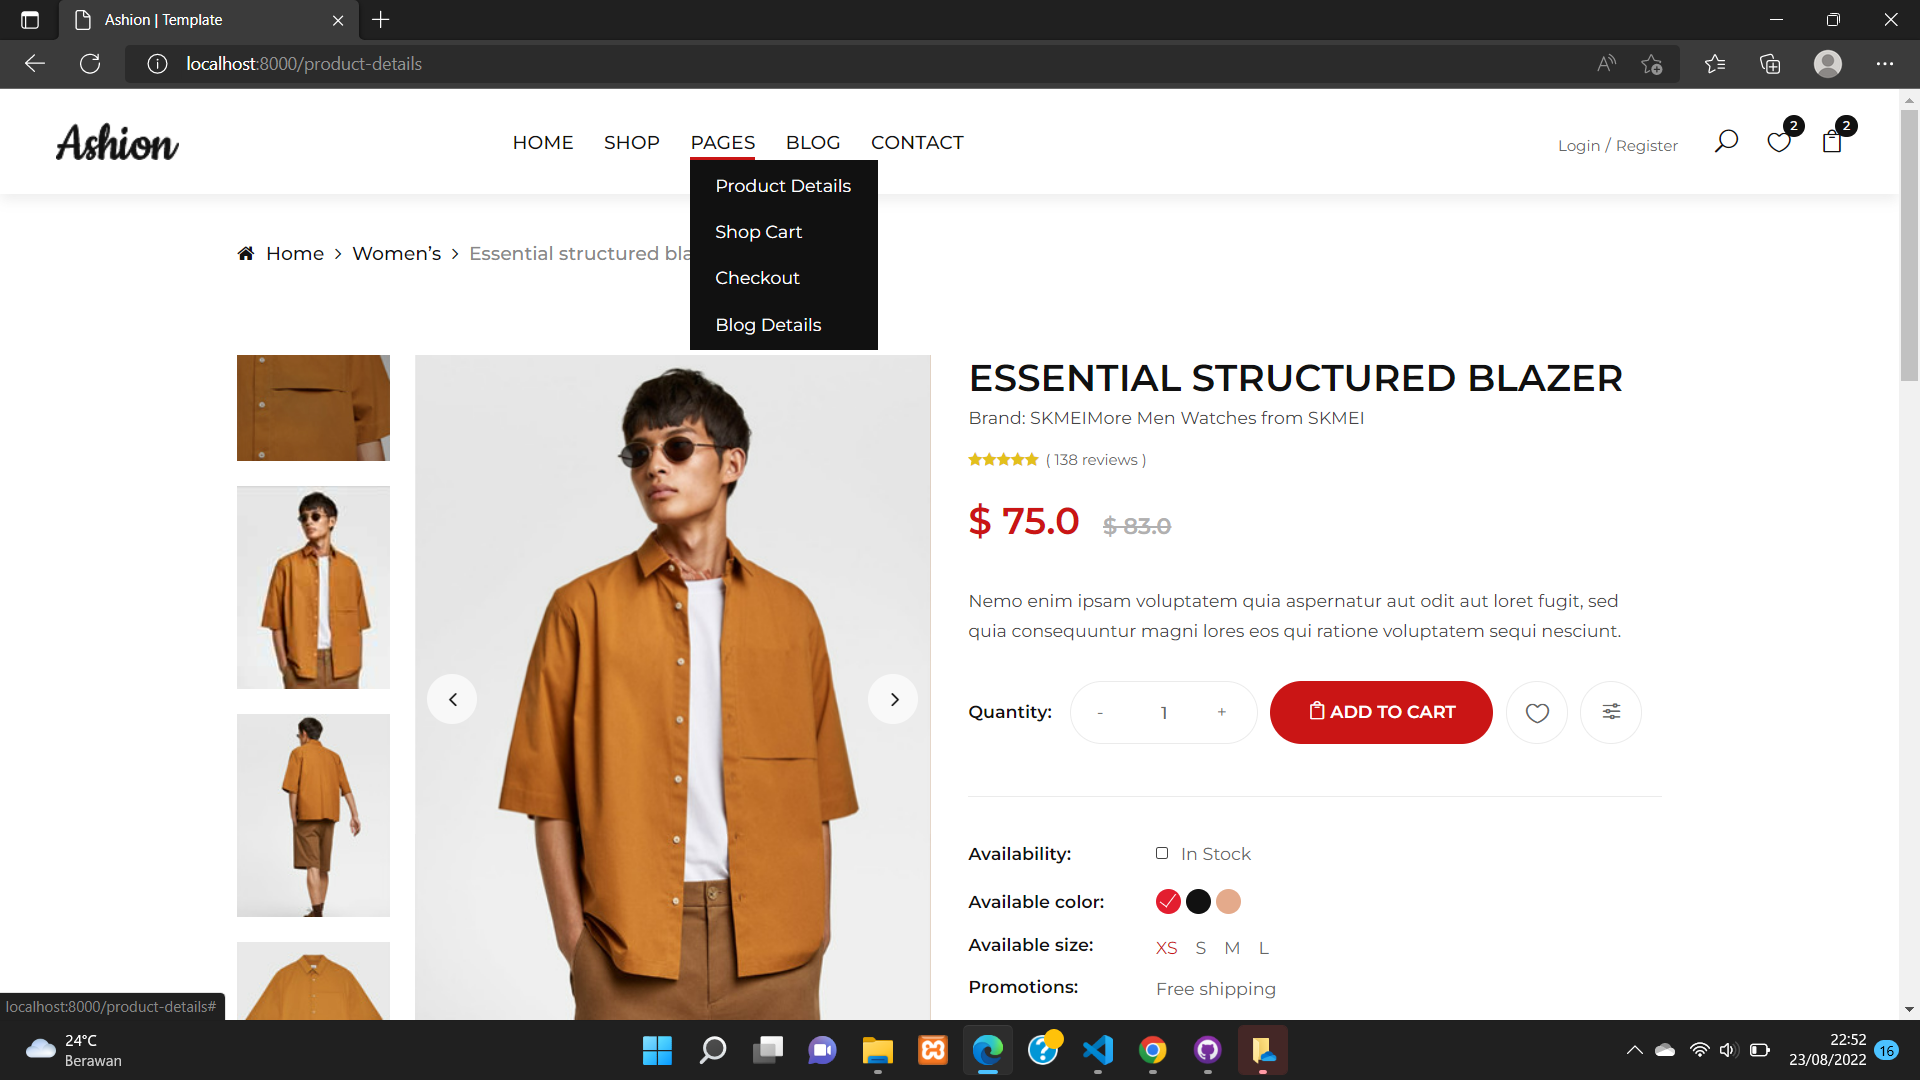 Ashion | Template
localhost:8000/product-details
Ashion
HOME SHOP PAGES BLOG CONTACT
Login / Register
2
2
Product Details
Shop Cart
Checkout
Blog Details
Home > Women’s > Essential structured bla
ESSENTIAL STRUCTURED BLAZER
Brand: SKMEIMore Men Watches from SKMEI
( 138 reviews )
$ 75.0 $ 83.0
Nemo enim ipsam voluptatem quia aspernatur aut odit aut loret fugit, sed
quia consequuntur magni lores eos qui ratione voluptatem sequi nesciunt.
Quantity: - 1 + ADD TO CART
Availability: In Stock
Available color:
Available size: XS S M L
Promotions: Free shipping
localhost:8000/product-details#
24°C
Berawan
22:52
23/08/2022
16